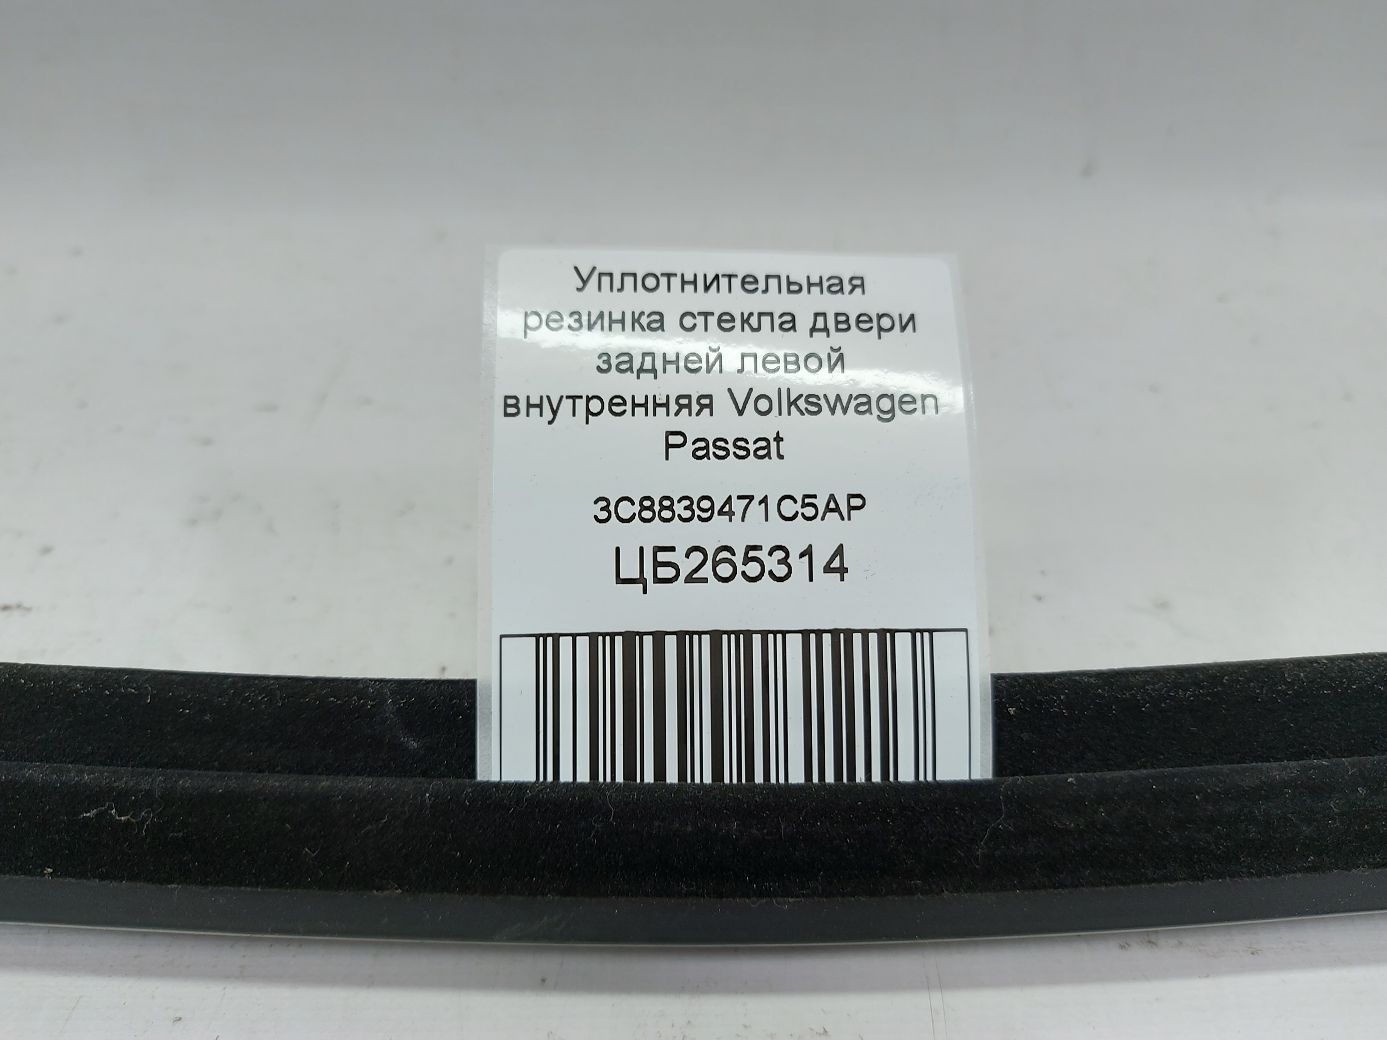 Уплотнительная
резинка стекла двери
задней левой
внутренняя Volkswagen
Passat
3C8839471C5AP
ЦБ265314